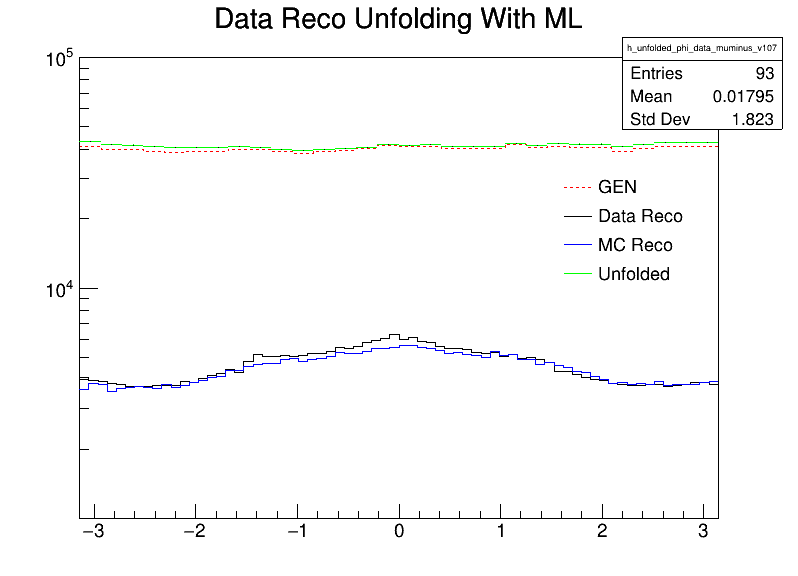 Data Reco Unfolding With ML
h_unfolded_phi_data_muminus_v107
Entries 93
Mean 0.01795
Std Dev 1.823
10^5
10^4
GEN
Data Reco
MC Reco
Unfolded
−3 −2 −1 0 1 2 3